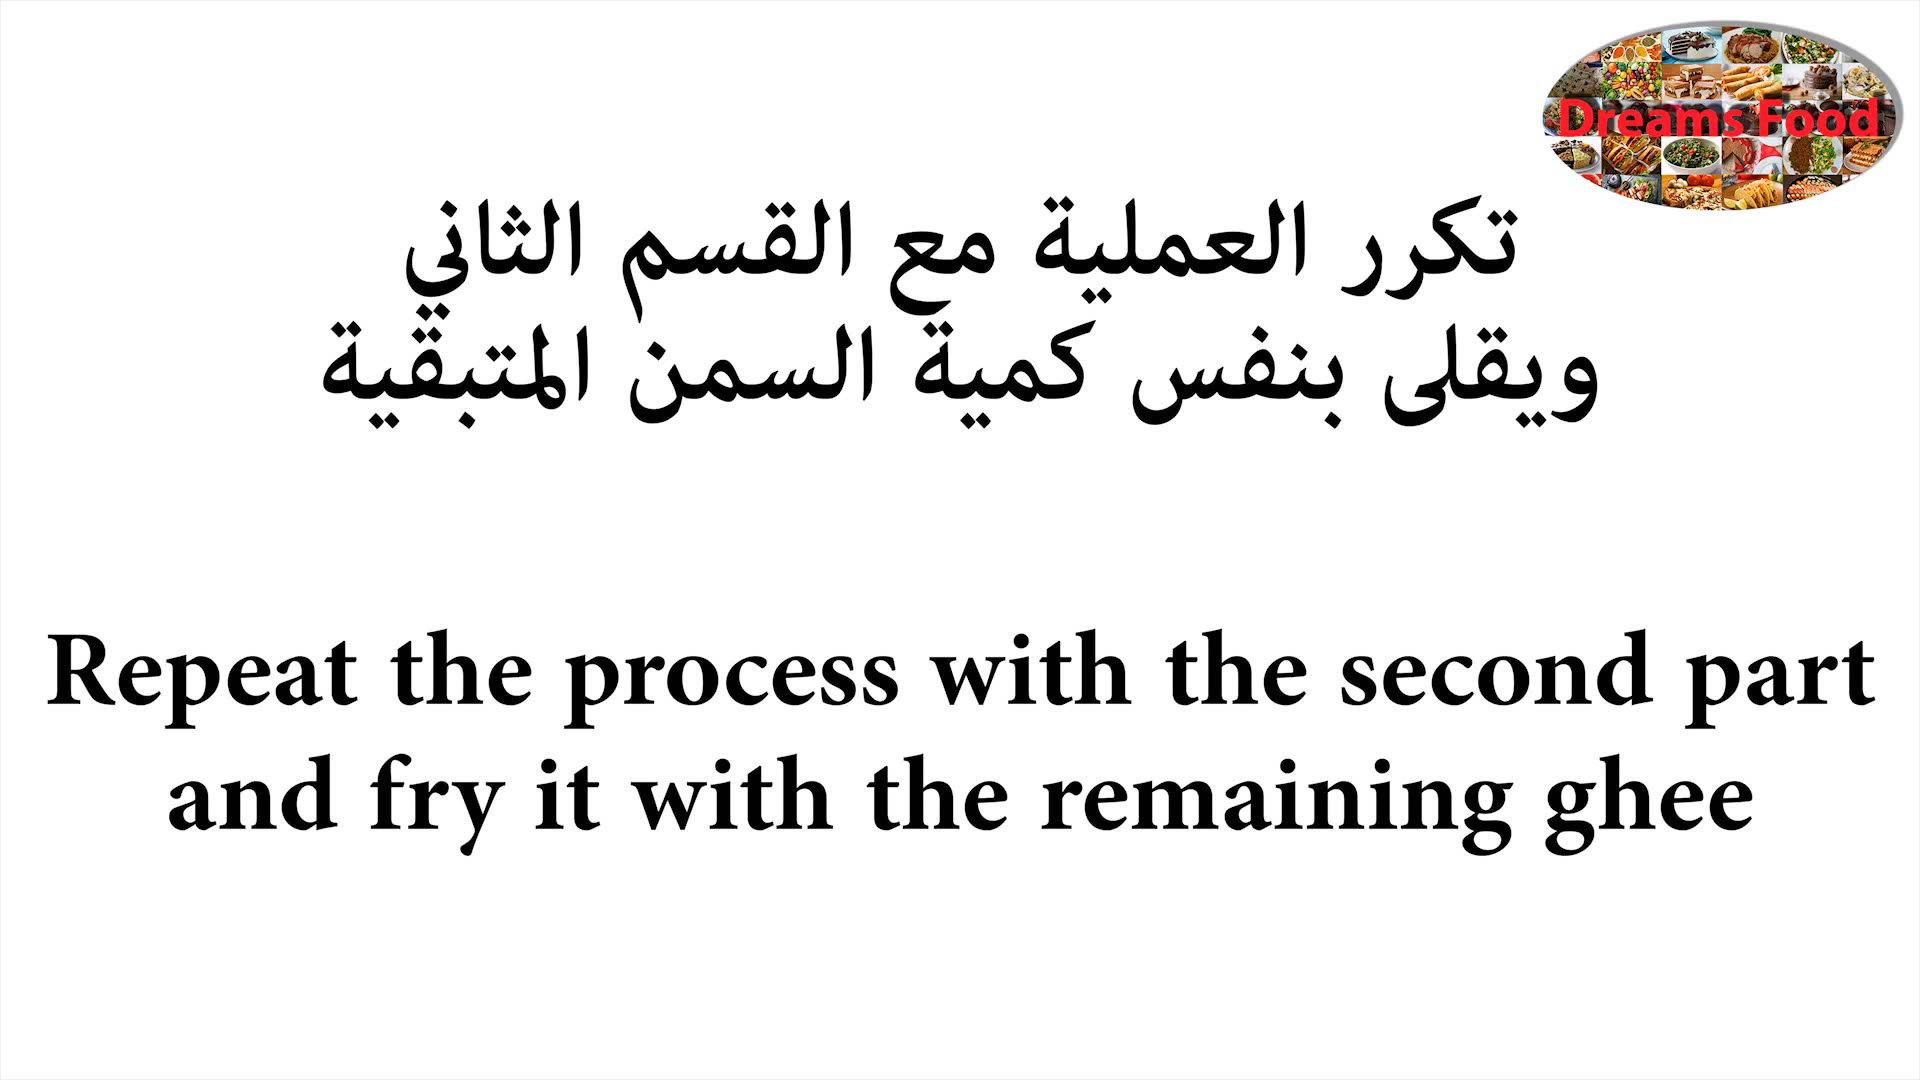 Dreams Food
تكرر العملية مع القسم الثاني
ويقلى بنفس كمية السمن المتبقية
Repeat the process with the second part
and fry it with the remaining ghee